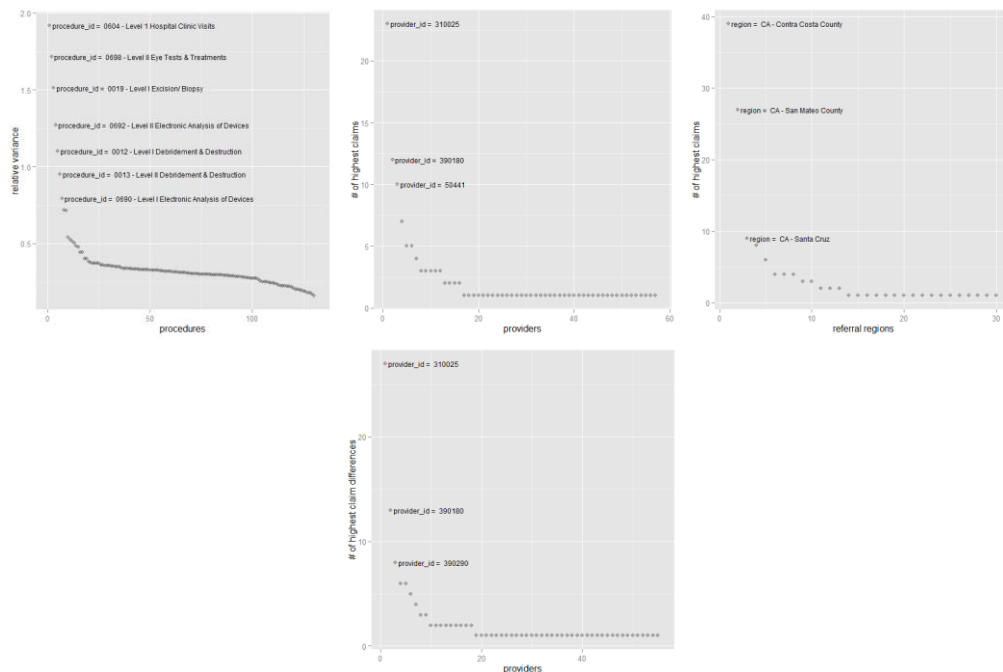 2.0
procedure_id = 0604 - Level 1 Hospital Clinic Visits
procedure_id = 0698 - Level II Eye Tests & Treatments
1.5
procedure_id = 0019 - Level I Excision/ Biopsy
procedure_id = 0692 - Level II Electronic Analysis of Devices
procedure_id = 0012 - Level I Debridement & Destruction
1.0
procedure_id = 0013 - Level II Debridement & Destruction
procedure_id = 0690 - Level I Electronic Analysis of Devices
0.5
relative variance
0
50
100
procedures
provider_id = 310025
20
15
provider_id = 390180
10
provider_id = 50441
5
0
# of highest claims
0
20
40
60
providers
40
region = CA - Contra Costa County
30
region = CA - San Mateo County
20
10
region = CA - Santa Cruz
0
# of highest claims
0
10
20
30
referral regions
provider_id = 310025
20
provider_id = 390180
10
provider_id = 390290
0
# of highest claim differences
0
20
40
providers